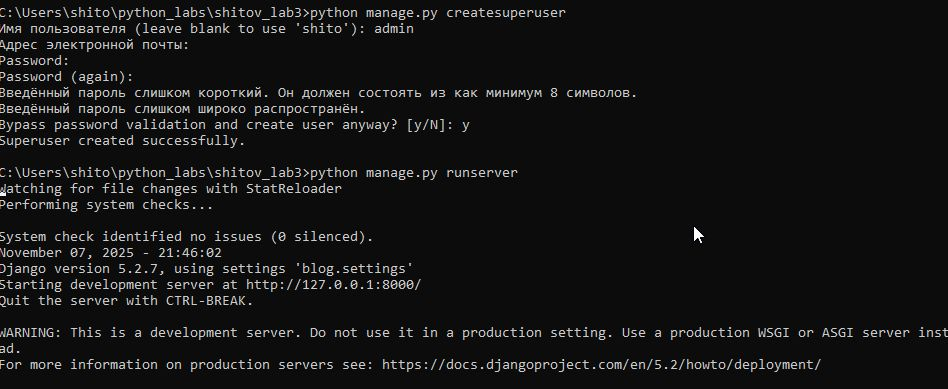 C:\Users\shito\python_labs\shitov_lab3>python manage.py createsuperuser
Имя пользователя (leave blank to use 'shito'): admin
Адрес электронной почты:
Password:
Password (again):
Введённый пароль слишком короткий. Он должен состоять из как минимум 8 символов.
Введённый пароль слишком широко распространён.
Bypass password validation and create user anyway? [y/N]: y
Superuser created successfully.
C:\Users\shito\python_labs\shitov_lab3>python manage.py runserver
Watching for file changes with StatReloader
Performing system checks...
System check identified no issues (0 silenced).
November 07, 2025 - 21:46:02
Django version 5.2.7, using settings 'blog.settings'
Starting development server at http://127.0.0.1:8000/
Quit the server with CTRL-BREAK.
WARNING: This is a development server. Do not use it in a production setting. Use a production WSGI or ASGI server inst
ad.
For more information on production servers see: https://docs.djangoproject.com/en/5.2/howto/deployment/